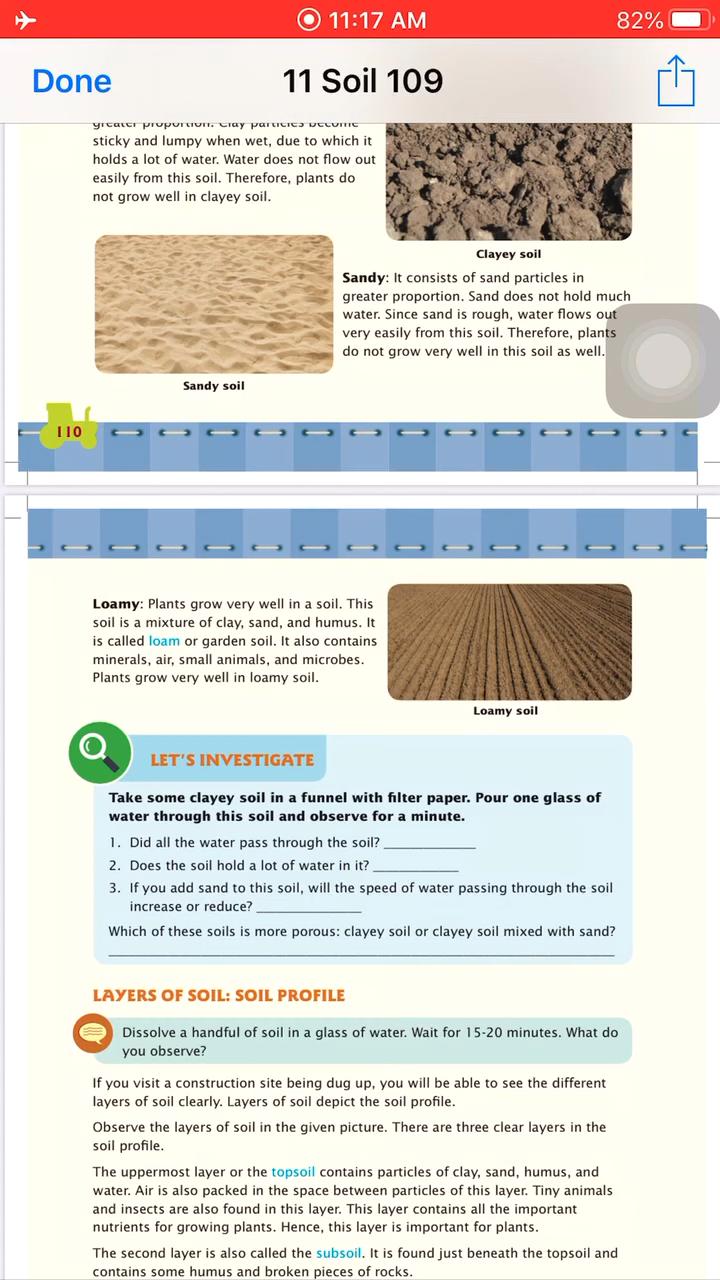 11:17 AM
82%
Done
11 Soil 109
greater proportion. Clay particles become
sticky and lumpy when wet, due to which it
holds a lot of water. Water does not flow out
easily from this soil. Therefore, plants do
not grow well in clayey soil.
Clayey soil
Sandy: It consists of sand particles in
greater proportion. Sand does not hold much
water. Since sand is rough, water flows out
very easily from this soil. Therefore, plants
do not grow very well in this soil as well.
Sandy soil
110
Loamy: Plants grow very well in a soil. This
soil is a mixture of clay, sand, and humus. It
is called loam or garden soil. It also contains
minerals, air, small animals, and microbes.
Plants grow very well in loamy soil.
Loamy soil
LET'S INVESTIGATE
Take some clayey soil in a funnel with filter paper. Pour one glass of
water through this soil and observe for a minute.
1. Did all the water pass through the soil?
2. Does the soil hold a lot of water in it?
3. If you add sand to this soil, will the speed of water passing through the soil
increase or reduce?
Which of these soils is more porous: clayey soil or clayey soil mixed with sand?
LAYERS OF SOIL: SOIL PROFILE
Dissolve a handful of soil in a glass of water. Wait for 15-20 minutes. What do
you observe?
If you visit a construction site being dug up, you will be able to see the different
layers of soil clearly. Layers of soil depict the soil profile.
Observe the layers of soil in the given picture. There are three clear layers in the
soil profile.
The uppermost layer or the topsoil contains particles of clay, sand, humus, and
water. Air is also packed in the space between particles of this layer. Tiny animals
and insects are also found in this layer. This layer contains all the important
nutrients for growing plants. Hence, this layer is important for plants.
The second layer is also called the subsoil. It is found just beneath the topsoil and
contains some humus and broken pieces of rocks.